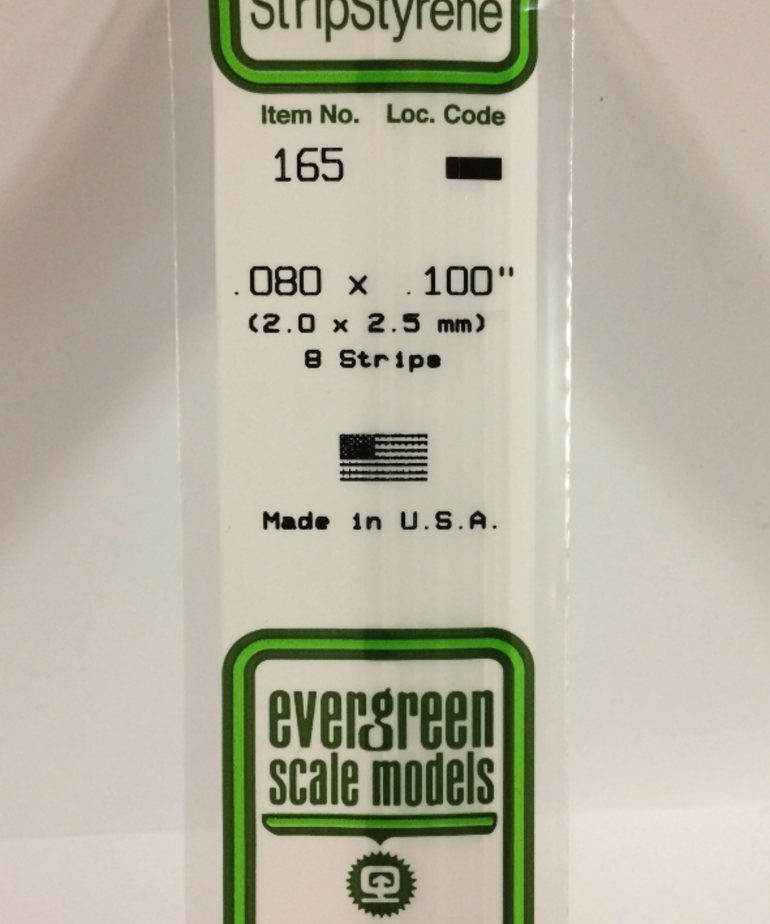 StripStyrene
Item No. Loc. Code
165
.080 x .100"
(2.0 x 2.5 mm)
8 Strips
Made in U.S.A.
evergreen
scale models